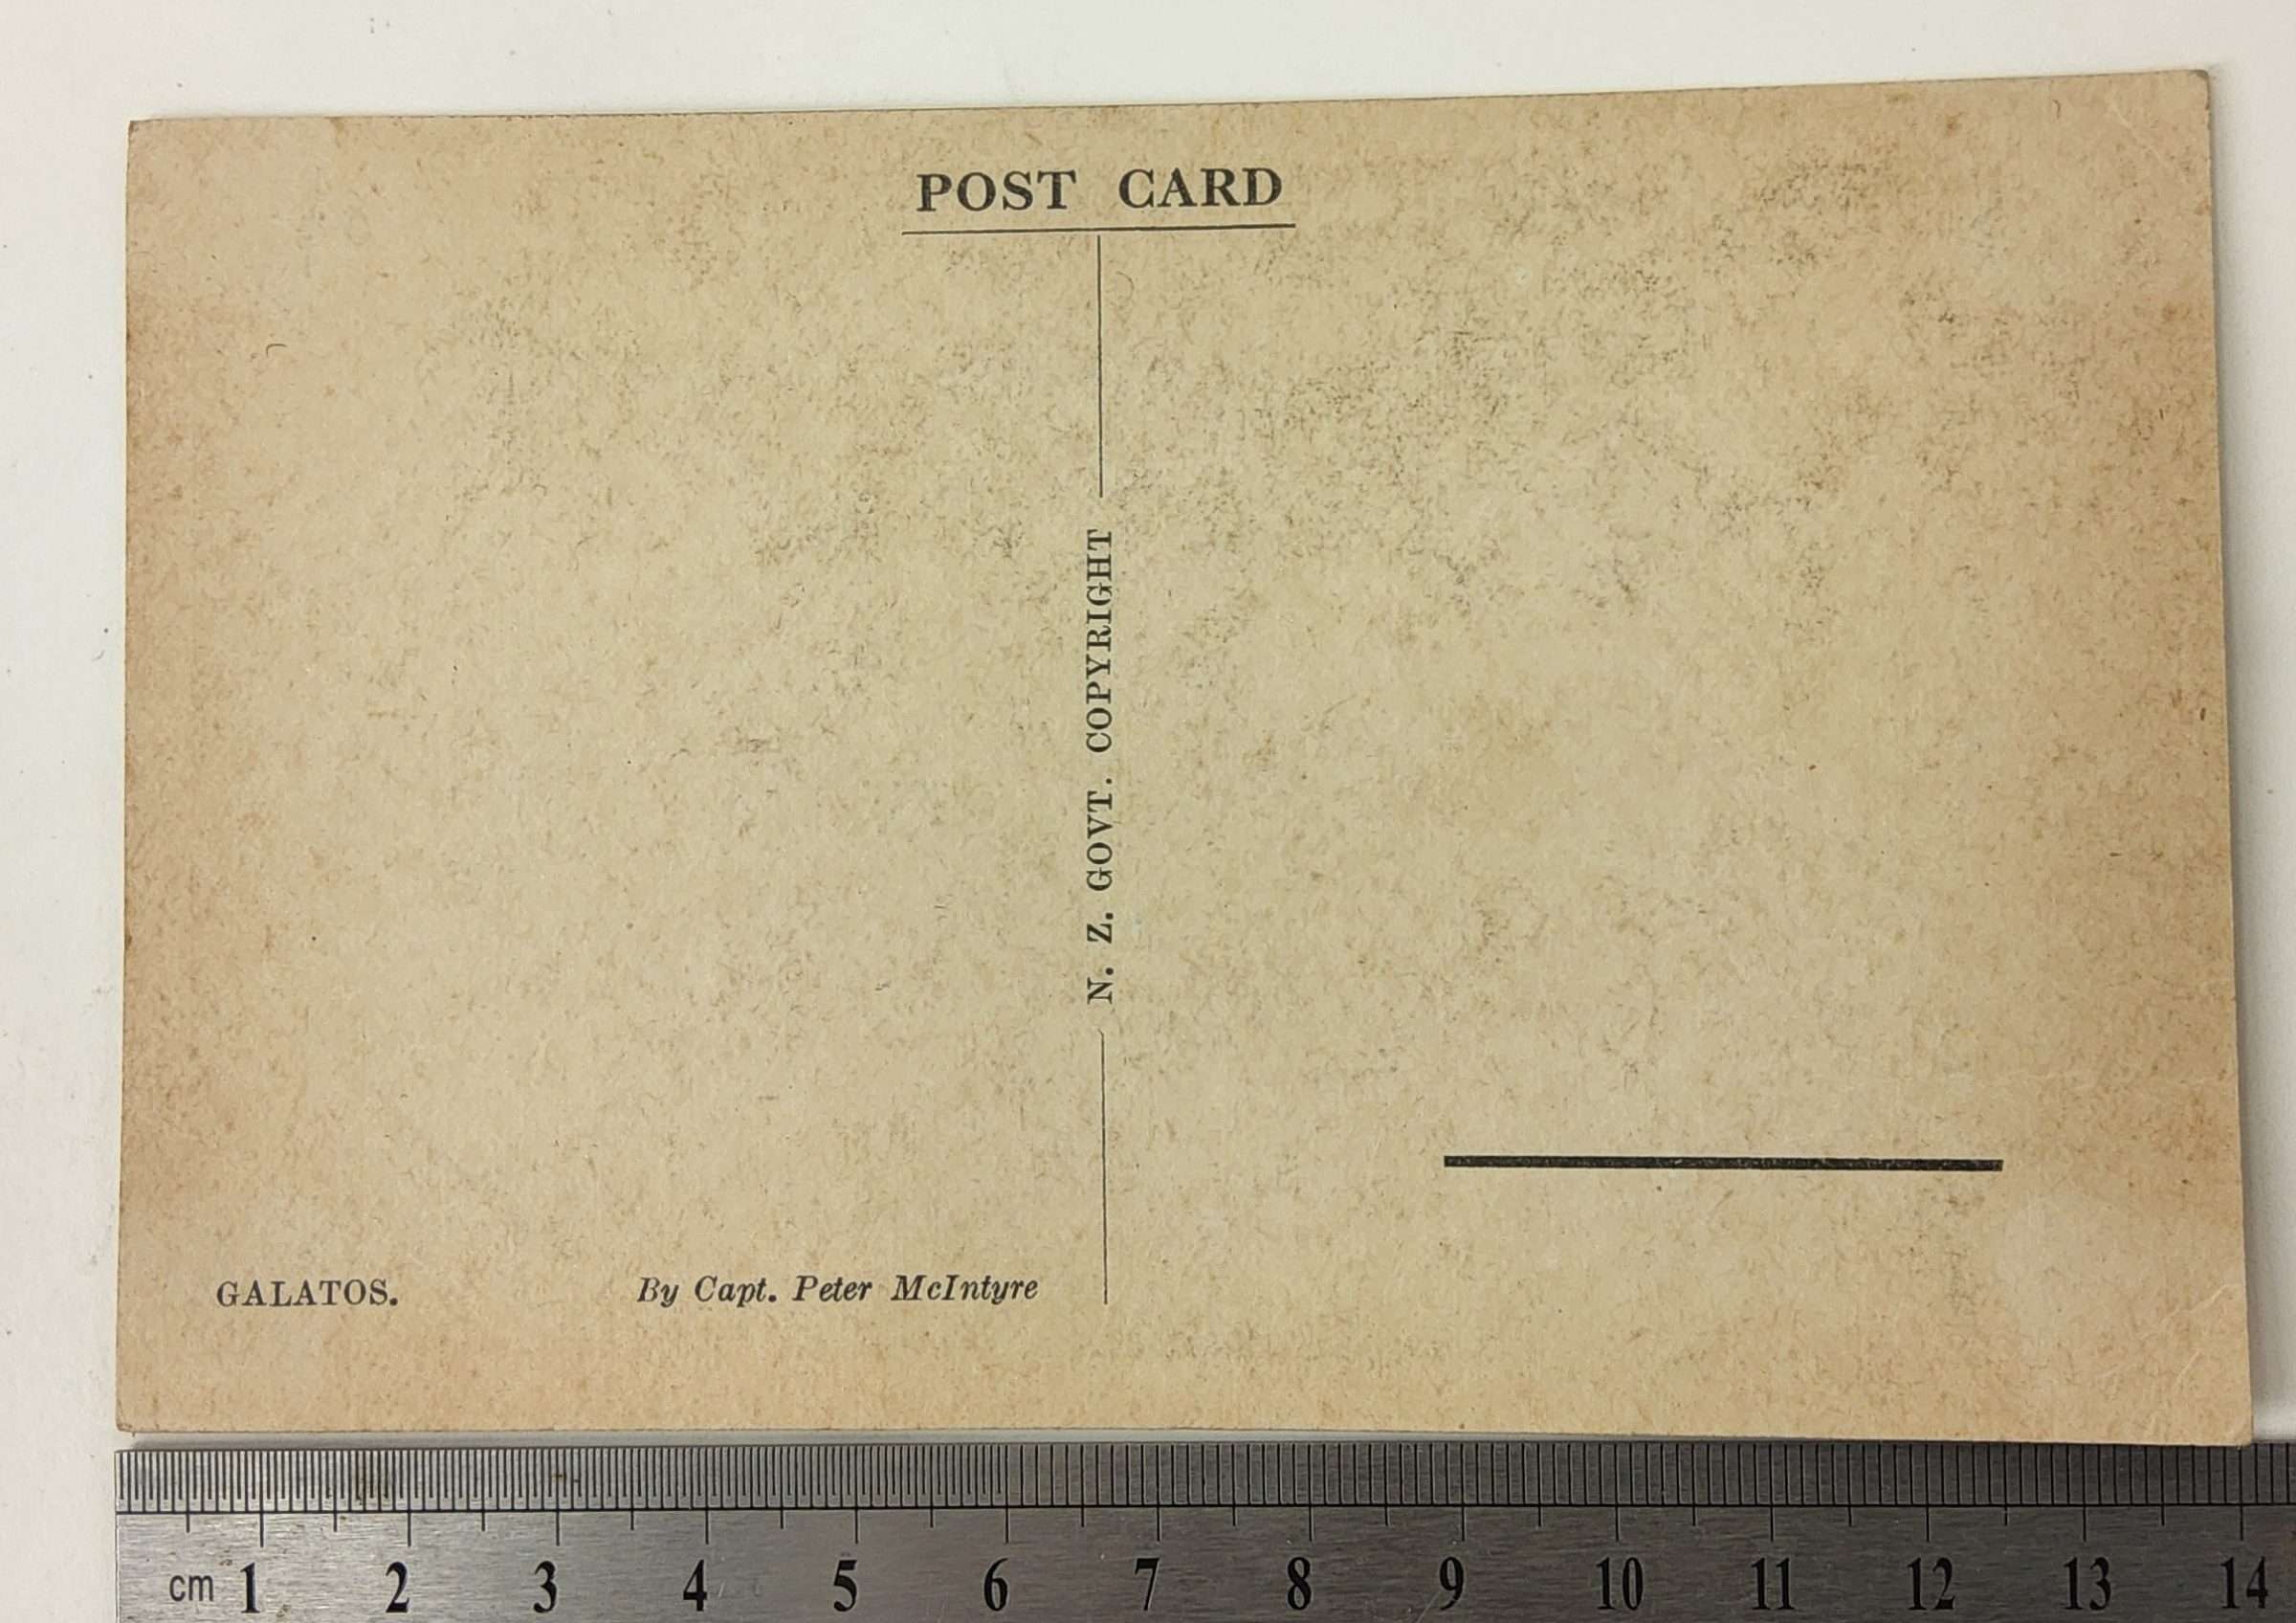 POST CARD
N. Z. GOVT. COPYRIGHT
GALATOS.
By Capt. Peter McIntyre
cm 1 2 3 4 5 6 7 8 9 10 11 12 13 14